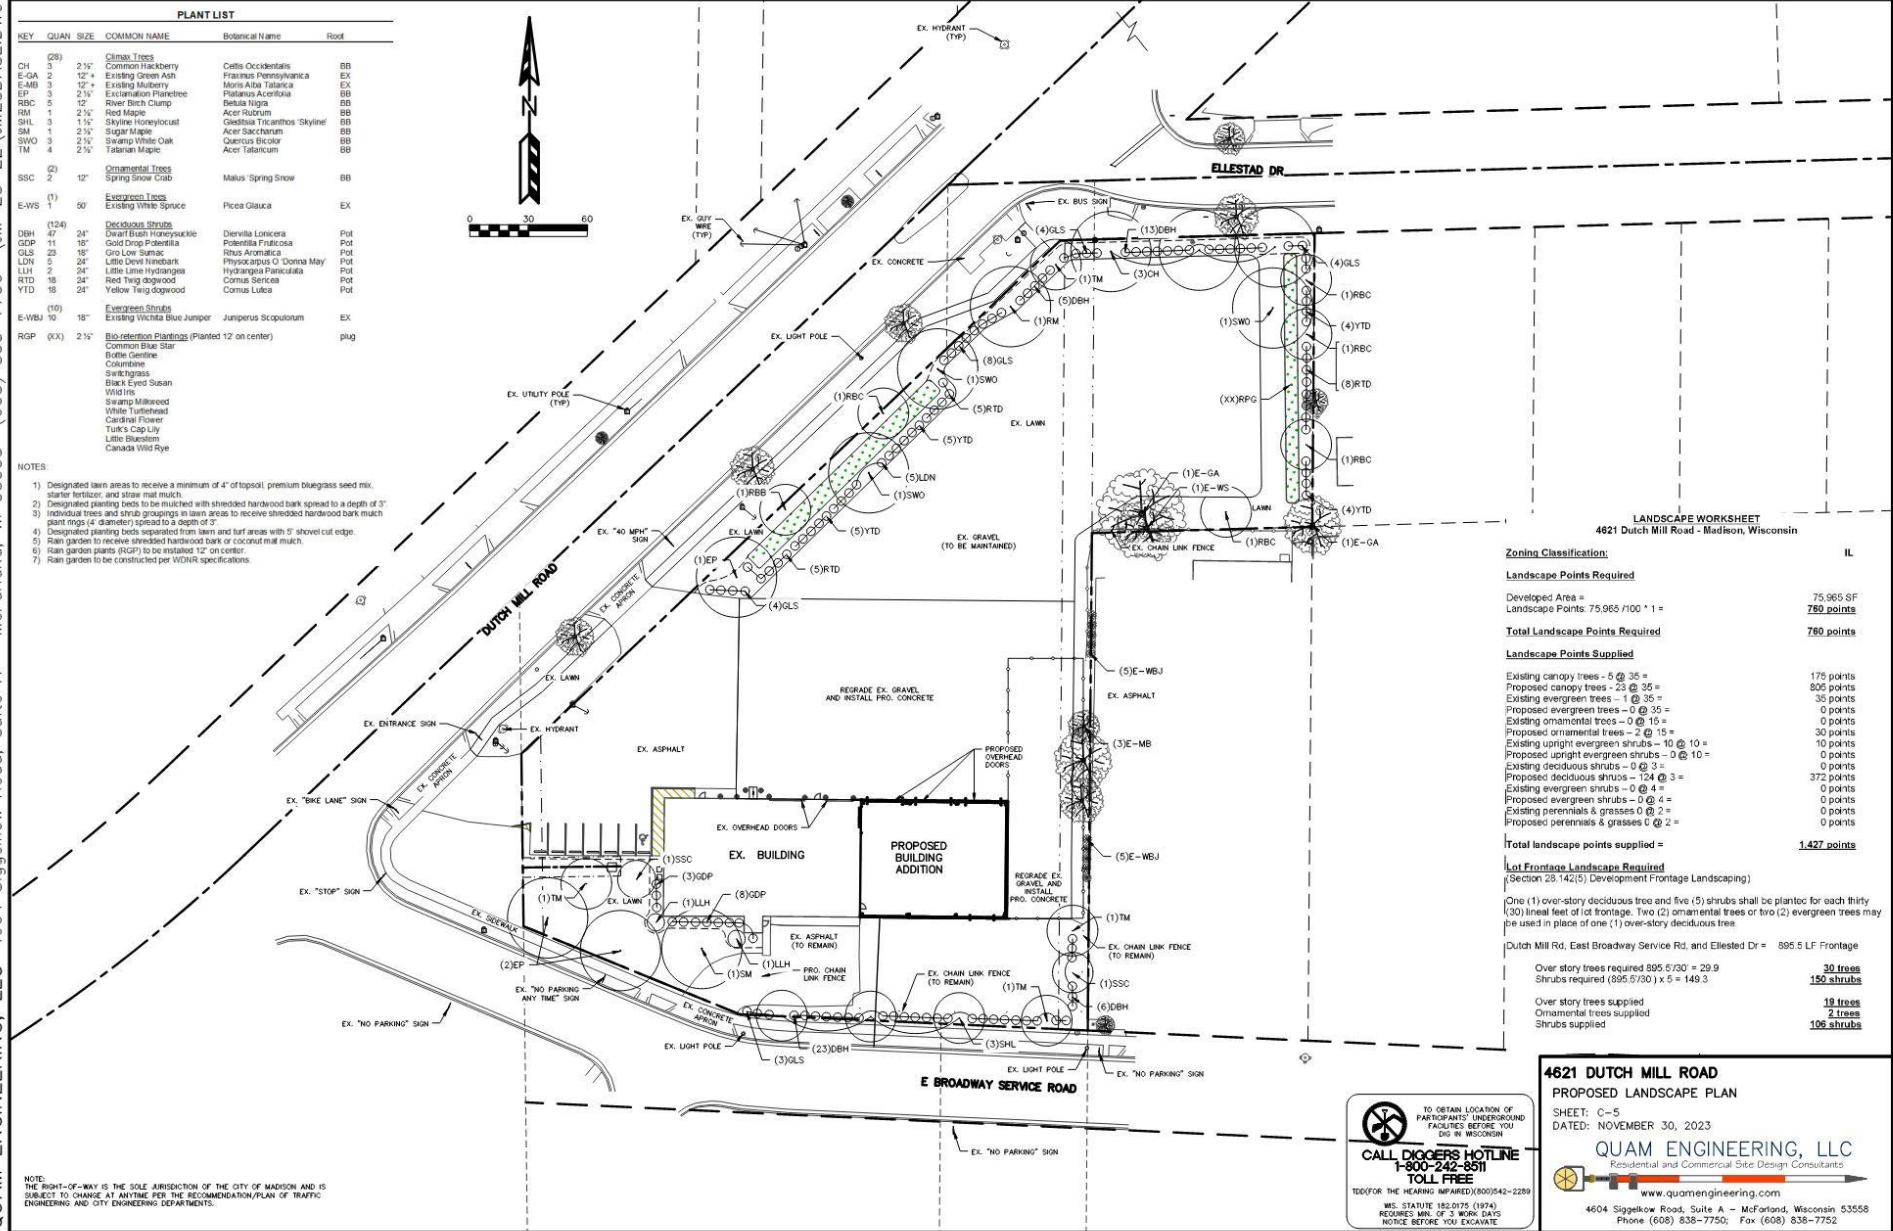 PLANT LIST
KEY QUAN SIZE COMMON NAME Botanical Name Root
(28) Climax Trees
CH 3 2 ½" Common Hackberry Celtis Occidentalis BB
E-GA 2 12" + Existing Green Ash Fraxinus Pennsylvanica EX
E-MB 3 12" + Existing Mulberry Moris Alba Tatarica EX
EP 3 2 ½" Exclamation Planetree Platanus Acerifolia BB
RBC 5 12' River Birch Clump Betula Nigra BB
RM 1 2 ½" Red Maple Acer Rubrum BB
SHL 3 1 ½" Skyline Honeylocust Gleditsia Tricanthos 'Skyline' BB
SM 1 2 ½" Sugar Maple Acer Saccharum BB
SWO 3 2 ½" Swamp White Oak Quercus Bicolor BB
TM 4 2 ½" Tatarian Maple Acer Tataricum BB
(2) Ornamental Trees
SSC 2 12" Spring Snow Crab Malus 'Spring Snow BB
(1) Evergreen Trees
E-WS 1 50' Existing White Spruce Picea Glauca EX
(124) Deciduous Shrubs
DBH 47 24" Dwarf Bush Honeysuckle Diervilla Lonicera Pot
GDP 11 18" Gold Drop Potentilla Potentilla Fruticosa Pot
GLS 23 18" Gro Low Sumac Rhus Aromatica Pot
LDN 5 24" Little Devil Ninebark Physocarpus O 'Donna May' Pot
LLH 2 24" Little Lime Hydrangea Hydrangea Paniculata Pot
RTD 18 24" Red Twig dogwood Cornus Sericea Pot
YTD 18 24" Yellow Twig dogwood Cornus Lutea Pot
(10) Evergreen Shrubs
E-WBJ 10 18" Existing Wichita Blue Juniper Juniperus Scopulorum EX
RGP (XX) 2 ½" Bio-retention Plantings (Planted 12' on center) plug
Common Blue Star
Bottle Gentine
Columbine
Switchgrass
Black Eyed Susan
Wild Iris
Swamp Milkweed
White Turtlehead
Cardinal Flower
Turk's Cap Lily
Little Bluestem
Canada Wild Rye
NOTES:
1) Designated lawn areas to receive a minimum of 4" of topsoil, premium bluegrass seed mix,
starter fertilizer, and straw mat mulch.
2) Designated planting beds to be mulched with shredded hardwood bark spread to a depth of 3".
3) Individual trees and shrub groupings in lawn areas to receive shredded hardwood bark mulch
plant rings (4' diameter) spread to a depth of 3".
4) Designated planting beds separated from lawn and turf areas with 5" shovel cut edge.
5) Rain garden to receive shredded hardwood bark or coconut mat much.
6) Rain garden plants (RGP) to be installed 12" on center.
7) Rain garden to be constructed per WDNR specifications.
N
0 30 60
EX. HYDRANT
(TYP)
ELLESTAD DR
EX. GUY
WIRE
(TYP)
EX. BUS SIGN
(4)GLS
(13)DBH
EX. CONCRETE
(3)CH
(4)GLS
(1)TM
(1)RBC
(5)DBH
(1)RM
(1)SWO
(4)YTD
EX. LIGHT POLE
(1)RBC
(8)GLS
(1)SWO
(8)RTD
(XX)RPG
EX. UTILITY POLE
(TYP)
(1)RBC
(5)RTD
EX. LAWN
(5)YTD
(1)RBC
(5)LDN
(1)E-GA
(1)E-WS
(1)RBB
(1)SWO
LAWN
(4)YTD
EX. "40 MPH"
SIGN
EX. LAWN
(5)YTD
EX. GRAVEL
(TO BE MAINTAINED)
EX. CHAIN LINK FENCE
(1)RBC
(1)E-GA
(1)EP
(5)RTD
DUTCH MILL ROAD
EX. CONCRETE
APRON
(4)GLS
EX. LAWN
(5)E-WBJ
REGRADE EX. GRAVEL
AND INSTALL PRO. CONCRETE
EX. ASPHALT
EX. ENTRANCE SIGN
EX. HYDRANT
EX. ASPHALT
PROPOSED
OVERHEAD
DOORS
(3)E-MB
EX. CONCRETE
APRON
EX. "BIKE LANE" SIGN
EX. OVERHEAD DOORS
EX. BUILDING
PROPOSED
BUILDING
ADDITION
(5)E-WBJ
(1)SSC
(3)GDP
REGRADE EX.
GRAVEL AND
INSTALL
PRO. CONCRETE
EX. "STOP" SIGN
(1)TM
EX. LAWN
(1)LLH
(8)GDP
(1)TM
EX. SIDEWALK
EX. ASPHALT
(TO REMAIN)
EX. CHAIN LINK FENCE
(TO REMAIN)
(2)EP
(1)SM
(1)LLH
PRO. CHAIN
LINK FENCE
EX. CHAIN LINK FENCE
(TO REMAIN)
(1)TM
(1)SSC
EX. "NO PARKING
ANY TIME" SIGN
(6)DBH
EX. CONCRETE
APRON
EX. "NO PARKING" SIGN
EX. LIGHT POLE
(3)GLS
(23)DBH
(3)SHL
EX. LIGHT POLE
EX. "NO PARKING" SIGN
E BROADWAY SERVICE ROAD
EX. "NO PARKING" SIGN
LANDSCAPE WORKSHEET
4621 Dutch Mill Road - Madison, Wisconsin
Zoning Classification: IL
Landscape Points Required
Developed Area = 75,965 SF
Landscape Points: 75,965 /100 * 1 = 760 points
Total Landscape Points Required 760 points
Landscape Points Supplied
Existing canopy trees - 5 @ 35 = 175 points
Proposed canopy trees - 23 @ 35 = 805 points
Existing evergreen trees – 1 @ 35 = 35 points
Proposed evergreen trees – 0 @ 35 = 0 points
Existing ornamental trees – 0 @ 15 = 0 points
Proposed ornamental trees – 2 @ 15 = 30 points
Existing upright evergreen shrubs – 10 @ 10 = 10 points
Proposed upright evergreen shrubs – 0 @ 10 = 0 points
Existing deciduous shrubs – 0 @ 3 = 0 points
Proposed deciduous shrubs – 124 @ 3 = 372 points
Existing evergreen shrubs – 0 @ 4 = 0 points
Proposed evergreen shrubs – 0 @ 4 = 0 points
Existing perennials & grasses 0 @ 2 = 0 points
Proposed perennials & grasses 0 @ 2 = 0 points
Total landscape points supplied = 1,427 points
Lot Frontage Landscape Required
(Section 28.142(5) Development Frontage Landscaping)
One (1) over-story deciduous tree and five (5) shrubs shall be planted for each thirty
(30) lineal feet of lot frontage. Two (2) ornamental trees or two (2) evergreen trees may
be used in place of one (1) over-story deciduous tree.
Dutch Mill Rd, East Broadway Service Rd, and Ellested Dr = 895.5 LF Frontage
Over story trees required 895.5'/30' = 29.9 30 trees
Shrubs required (895.5'/30') x 5 = 149.3 150 shrubs
Over story trees supplied 19 trees
Ornamental trees supplied 2 trees
Shrubs supplied 106 shrubs
NOTE:
THE RIGHT-OF-WAY IS THE SOLE JURISDICTION OF THE CITY OF MADISON AND IS
SUBJECT TO CHANGE AT ANYTIME PER THE RECOMMENDATION/PLAN OF TRAFFIC
ENGINEERING AND CITY ENGINEERING DEPARTMENTS.
TO OBTAIN LOCATION OF
PARTICIPANTS' UNDERGROUND
FACILITIES BEFORE YOU
DIG IN WISCONSIN
CALL DIGGERS HOTLINE
1-800-242-8511
TOLL FREE
TDD(FOR THE HEARING IMPAIRED)(800)542-2289
WIS. STATUTE 182.0175 (1974)
REQUIRES MIN. OF 3 WORK DAYS
NOTICE BEFORE YOU EXCAVATE
4621 DUTCH MILL ROAD
PROPOSED LANDSCAPE PLAN
SHEET: C-5
DATED: NOVEMBER 30, 2023
QUAM ENGINEERING, LLC
Residential and Commercial Site Design Consultants
www.quamengineering.com
4604 Siggelkow Road, Suite A - McFarland, Wisconsin 53558
Phone (608) 838-7750; Fax (608) 838-7752